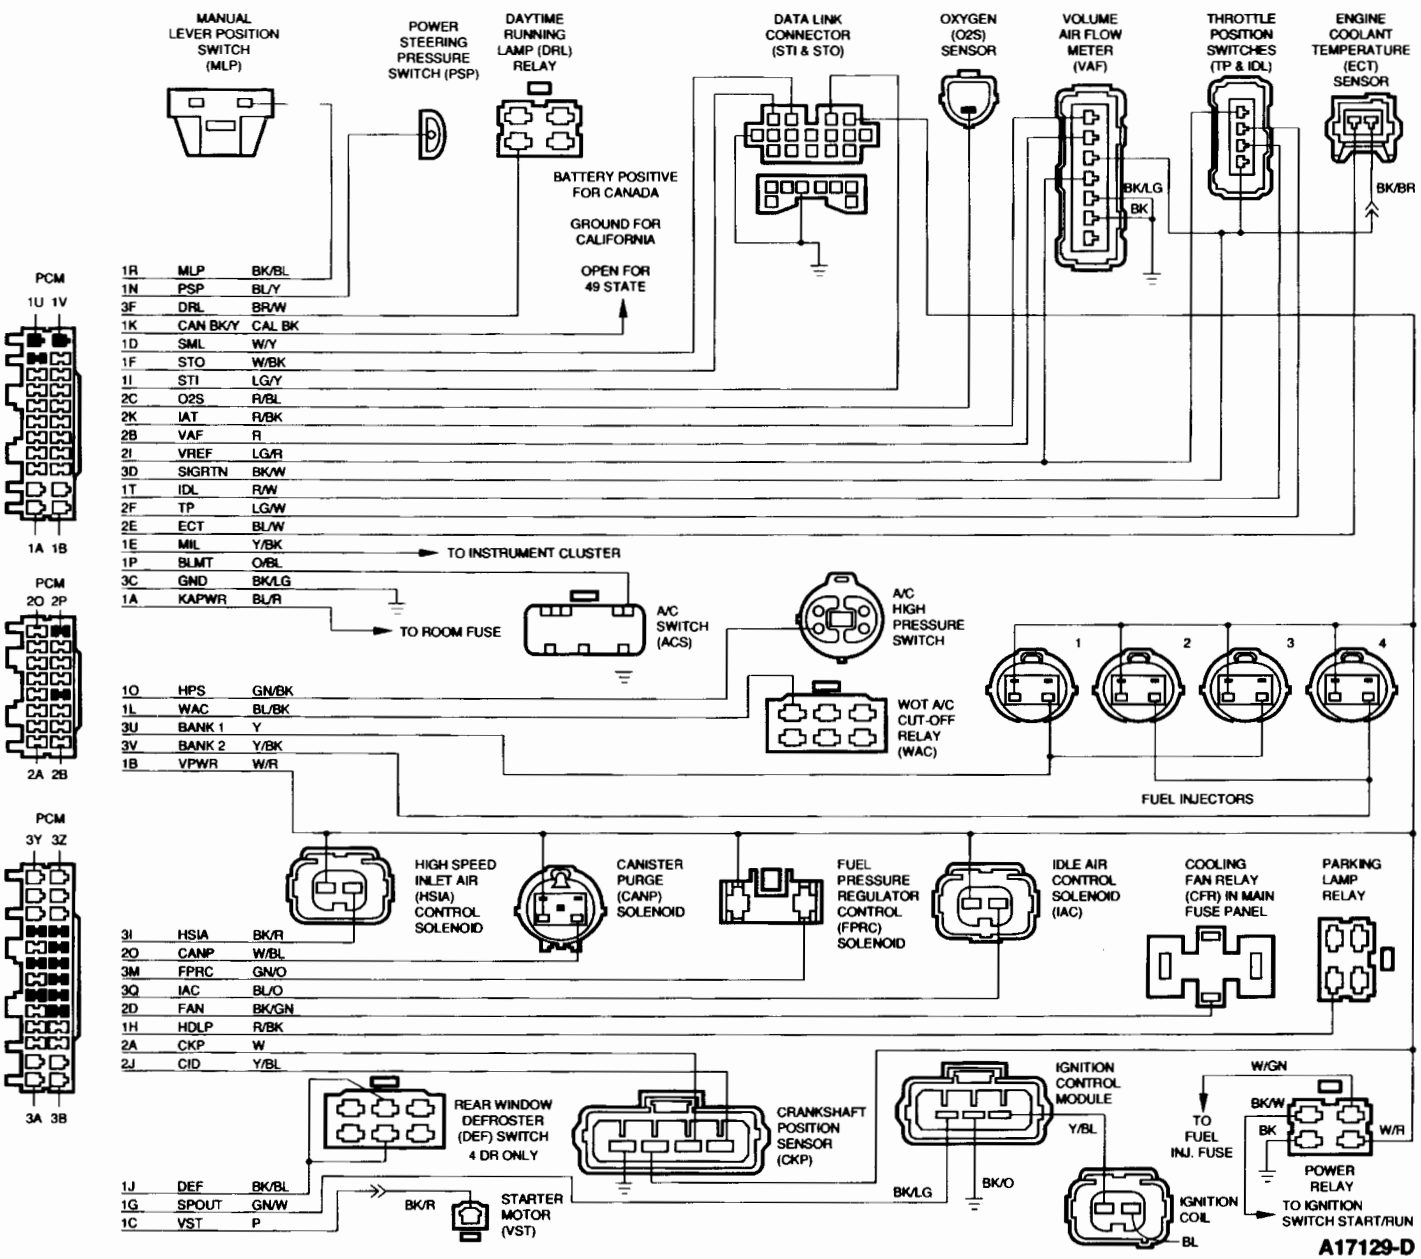 MANUAL
LEVER POSITION
SWITCH
(MLP)
POWER
STEERING
PRESSURE
SWITCH (PSP)
DAYTIME
RUNNING
LAMP (DRL)
RELAY
DATA LINK
CONNECTOR
(STI & STO)
OXYGEN
(O2S)
SENSOR
VOLUME
AIR FLOW
METER
(VAF)
THROTTLE
POSITION
SWITCHES
(TP & IDL)
ENGINE
COOLANT
TEMPERATURE
(ECT)
SENSOR
BATTERY POSITIVE
FOR CANADA
GROUND FOR
CALIFORNIA
OPEN FOR
49 STATE
BK/LG
BK
BK/BR
PCM
1U 1V
1A 1B
1R MLP BK/BL
1N PSP BL/Y
3F DRL BR/W
1K CAN BK/Y CAL BK
1D SML W/Y
1F STO W/BK
1I STI LG/Y
2C O2S R/BL
2K IAT R/BK
2B VAF R
2I VREF LG/R
3D SIGRTN BK/W
1T IDL R/W
2F TP LG/W
2E ECT BL/W
1E MIL Y/BK
1P BLMT O/BL
3C GND BK/LG
1A KAPWR BL/R
TO INSTRUMENT CLUSTER
TO ROOM FUSE
A/C
SWITCH
(ACS)
A/C
HIGH
PRESSURE
SWITCH
PCM
2O 2P
2A 2B
1O HPS GN/BK
1L WAC BL/BK
3U BANK 1 Y
3V BANK 2 Y/BK
1B VPWR W/R
WOT A/C
CUT-OFF
RELAY
(WAC)
1 2 3 4
FUEL INJECTORS
PCM
3Y 3Z
3A 3B
HIGH SPEED
INLET AIR
(HSIA)
CONTROL
SOLENOID
CANISTER
PURGE
(CANP)
SOLENOID
FUEL
PRESSURE
REGULATOR
CONTROL
(FPRC)
SOLENOID
IDLE AIR
CONTROL
SOLENOID
(IAC)
COOLING
FAN RELAY
(CFR) IN MAIN
FUSE PANEL
PARKING
LAMP
RELAY
3I HSIA BK/R
2O CANP W/BL
3M FPRC GN/O
3Q IAC BL/O
2D FAN BK/GN
1H HDLP R/BK
2A CKP W
2J CID Y/BL
REAR WINDOW
DEFROSTER
(DEF) SWITCH
4 DR ONLY
CRANKSHAFT
POSITION
SENSOR
(CKP)
IGNITION
CONTROL
MODULE
Y/BL
BK/LG
BK/O
W/GN
BK/W
BK
W/R
TO
FUEL
INJ. FUSE
POWER
RELAY
TO IGNITION
SWITCH START/RUN
IGNITION
COIL
BL
1J DEF BK/BL
1G SPOUT GN/W
1C VST P
BK/R
STARTER
MOTOR
(VST)
A17129-D